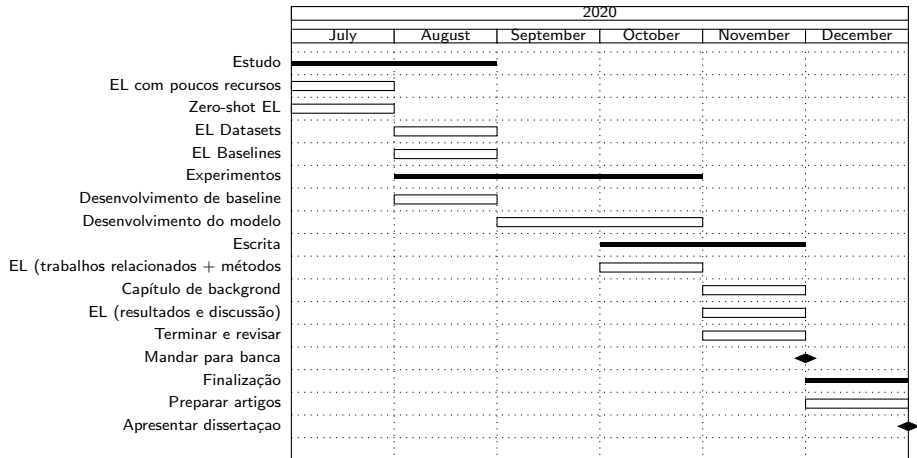 2020
July August September October November December
Estudo
EL com poucos recursos
Zero-shot EL
EL Datasets
EL Baselines
Experimentos
Desenvolvimento de baseline
Desenvolvimento do modelo
Escrita
EL (trabalhos relacionados + métodos
Capítulo de backgrond
EL (resultados e discussão)
Terminar e revisar
Mandar para banca
Finalização
Preparar artigos
Apresentar dissertaçao